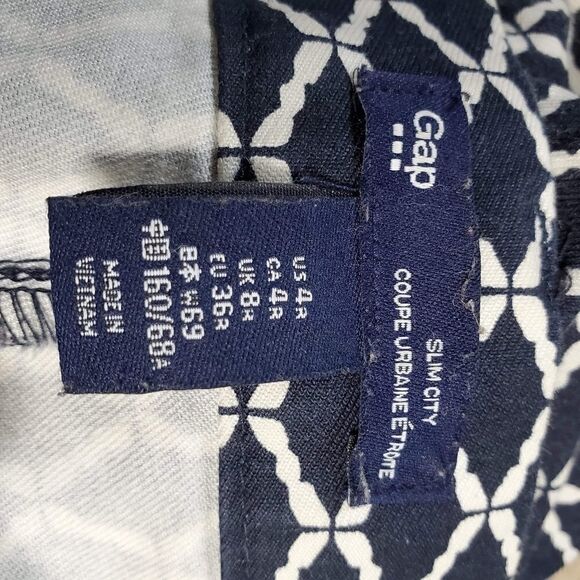 Gap
SLIM CITY
COUPE URBAINE ÉTROITE
US 4R
CA 4R
UK 8R
EU 36R
日本 W69
中国 160/68A
MADE IN
VIETNAM